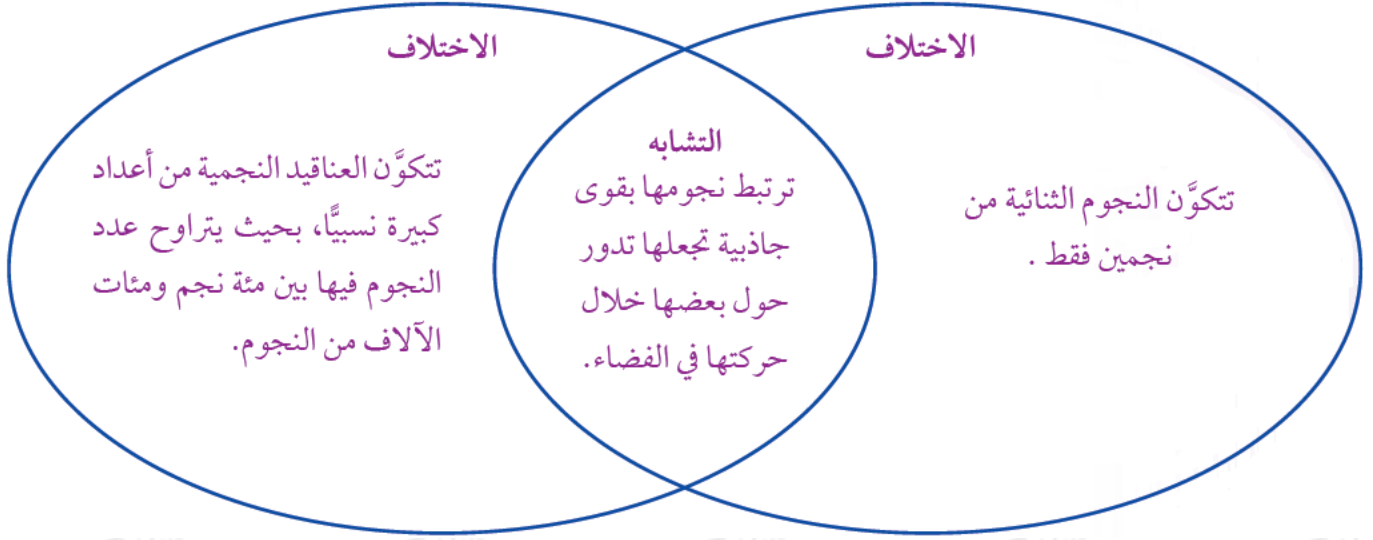 الاختلاف
تتكوَّن النجوم الثنائية من
نجمين فقط .
التشابه
ترتبط نجومها بقوى
جاذبية تجعلها تدور
حول بعضها خلال
حركتها في الفضاء.
الاختلاف
تتكوَّن العناقيد النجمية من أعداد
كبيرة نسبيًّا، بحيث يتراوح عدد
النجوم فيها بين مئة نجم ومئات
الآلاف من النجوم.